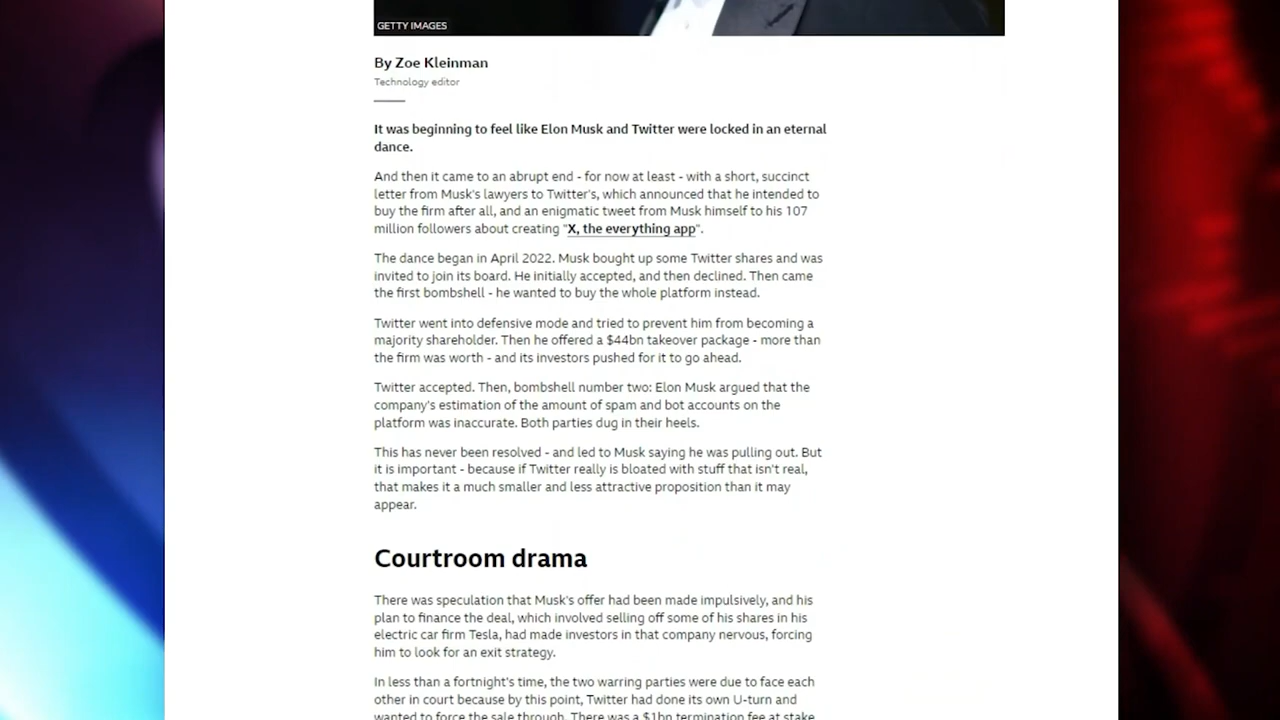 GETTY IMAGES
By Zoe Kleinman
Technology editor
It was beginning to feel like Elon Musk and Twitter were locked in an eternal
dance.
And then it came to an abrupt end - for now at least - with a short, succinct
letter from Musk's lawyers to Twitter's, which announced that he intended to
buy the firm after all, and an enigmatic tweet from Musk himself to his 107
million followers about creating "X, the everything app".
The dance began in April 2022. Musk bought up some Twitter shares and was
invited to join its board. He initially accepted, and then declined. Then came
the first bombshell - he wanted to buy the whole platform instead.
Twitter went into defensive mode and tried to prevent him from becoming a
majority shareholder. Then he offered a $44bn takeover package - more than
the firm was worth - and its investors pushed for it to go ahead.
Twitter accepted. Then, bombshell number two: Elon Musk argued that the
company's estimation of the amount of spam and bot accounts on the
platform was inaccurate. Both parties dug in their heels.
This has never been resolved - and led to Musk saying he was pulling out. But
it is important - because if Twitter really is bloated with stuff that isn't real,
that makes it a much smaller and less attractive proposition than it may
appear.
Courtroom drama
There was speculation that Musk's offer had been made impulsively, and his
plan to finance the deal, which involved selling off some of his shares in his
electric car firm Tesla, had made investors in that company nervous, forcing
him to look for an exit strategy.
In less than a fortnight's time, the two warring parties were due to face each
other in court because by this point, Twitter had done its own U-turn and
wanted to force the sale through. There was a $1bn termination fee at stake